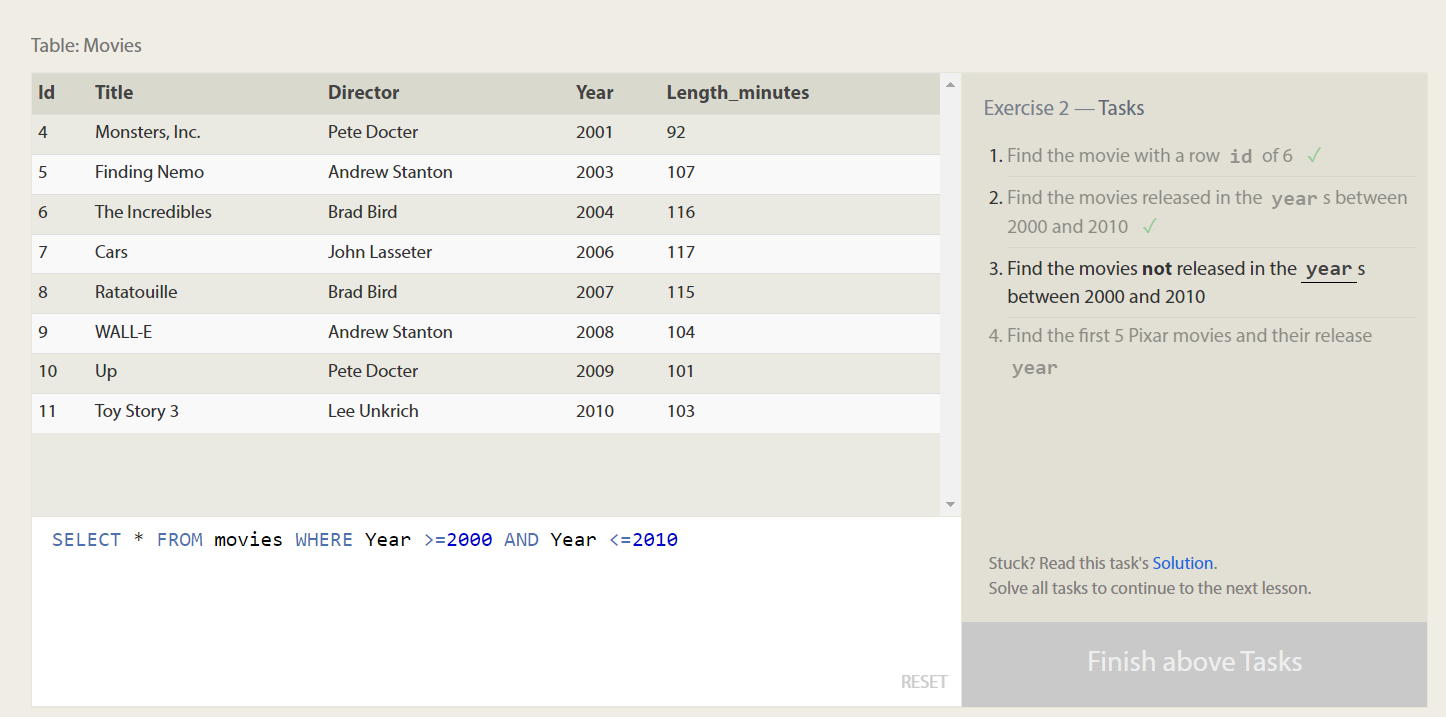 Table: Movies
Id Title Director Year Length_minutes
4 Monsters, Inc. Pete Docter 2001 92
5 Finding Nemo Andrew Stanton 2003 107
6 The Incredibles Brad Bird 2004 116
7 Cars John Lasseter 2006 117
8 Ratatouille Brad Bird 2007 115
9 WALL-E Andrew Stanton 2008 104
10 Up Pete Docter 2009 101
11 Toy Story 3 Lee Unkrich 2010 103
SELECT * FROM movies WHERE Year >=2000 AND Year <=2010
RESET
Exercise 2 — Tasks
1. Find the movie with a row id of 6 ✓
2. Find the movies released in the year s between
2000 and 2010 ✓
3. Find the movies not released in the year s
between 2000 and 2010
4. Find the first 5 Pixar movies and their release
year
Stuck? Read this task's Solution.
Solve all tasks to continue to the next lesson.
Finish above Tasks